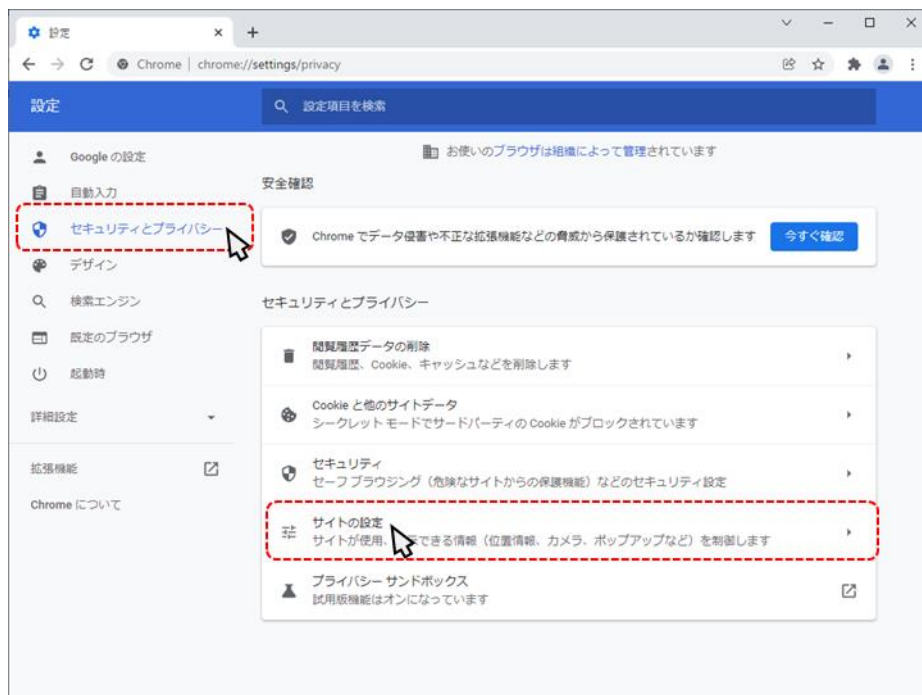 設定
Chrome | chrome://settings/privacy
設定
設定項目を検索
お使いのブラウザは組織によって管理されています
Google の設定
自動入力
セキュリティとプライバシー
デザイン
検索エンジン
既定のブラウザ
起動時
詳細設定
拡張機能
Chrome について
安全確認
Chrome でデータ侵害や不正な拡張機能などの脅威から保護されているか確認します
今すぐ確認
セキュリティとプライバシー
閲覧履歴データの削除
閲覧履歴、Cookie、キャッシュなどを削除します
Cookie と他のサイトデータ
シークレット モードでサードパーティの Cookie がブロックされています
セキュリティ
セーフ ブラウジング（危険なサイトからの保護機能）などのセキュリティ設定
サイトの設定
サイトが使用、できる情報（位置情報、カメラ、ポップアップなど）を制御します
プライバシー サンドボックス
試用版機能はオンになっています